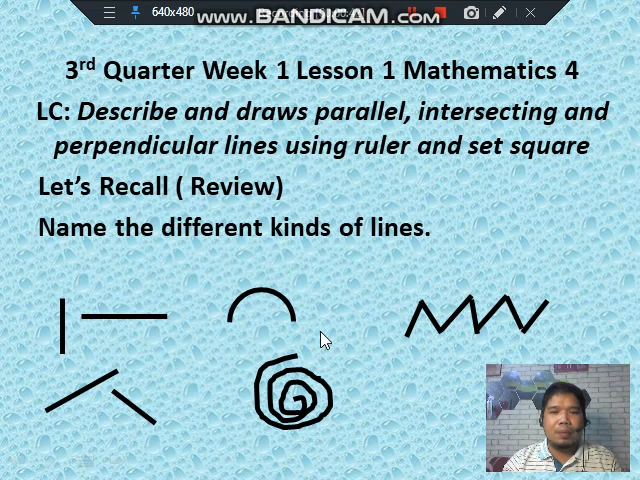 640x480
www.BANDICAM.com
3rd Quarter Week 1 Lesson 1 Mathematics 4
LC: Describe and draws parallel, intersecting and
perpendicular lines using ruler and set square
Let's Recall ( Review)
Name the different kinds of lines.